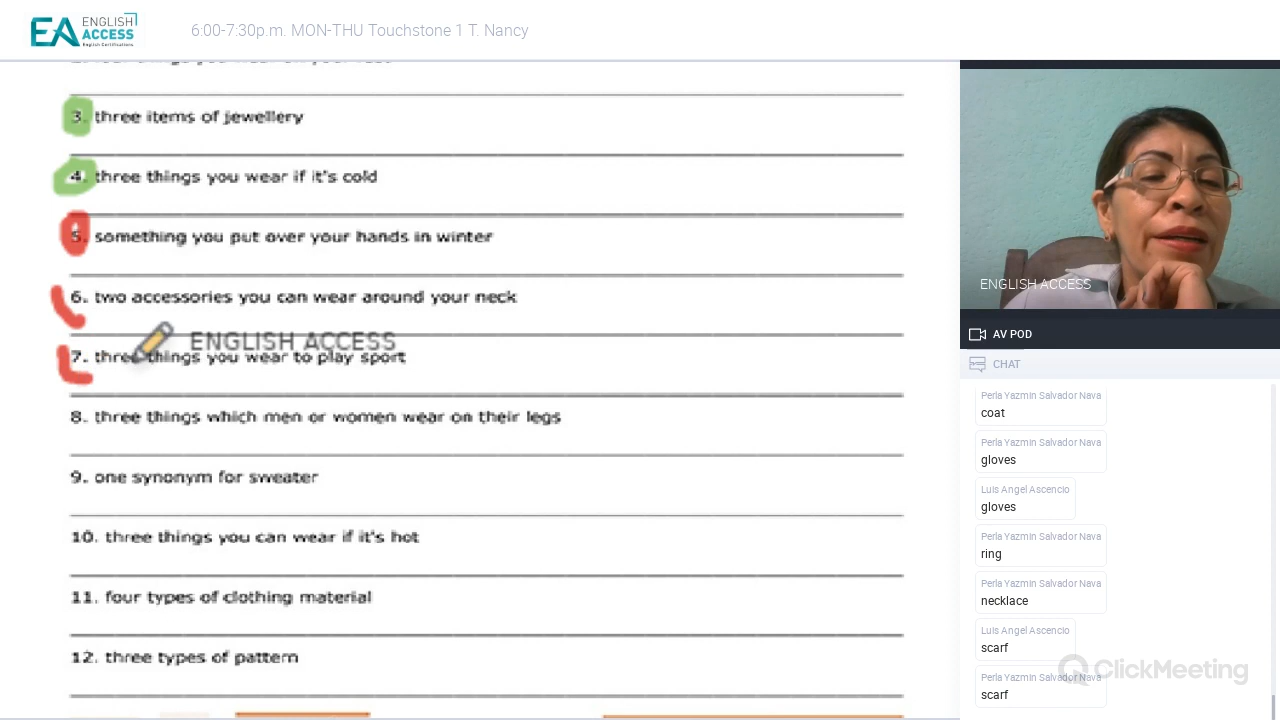 EA ENGLISH ACCESS
English Certifications
6:00-7:30p.m. MON-THU Touchstone 1 T. Nancy
3. three items of jewellery
4. three things you wear if it's cold
5. something you put over your hands in winter
6. two accessories you can wear around your neck
ENGLISH ACCESS
7. three things you wear to play sport
8. three things which men or women wear on their legs
9. one synonym for sweater
10. three things you can wear if it's hot
11. four types of clothing material
12. three types of pattern
ENGLISH ACCESS
AV POD
CHAT
Perla Yazmin Salvador Nava
coat
Perla Yazmin Salvador Nava
gloves
Luis Angel Ascencio
gloves
Perla Yazmin Salvador Nava
ring
Perla Yazmin Salvador Nava
necklace
Luis Angel Ascencio
scarf
Perla Yazmin Salvador Nava
scarf
ClickMeeting